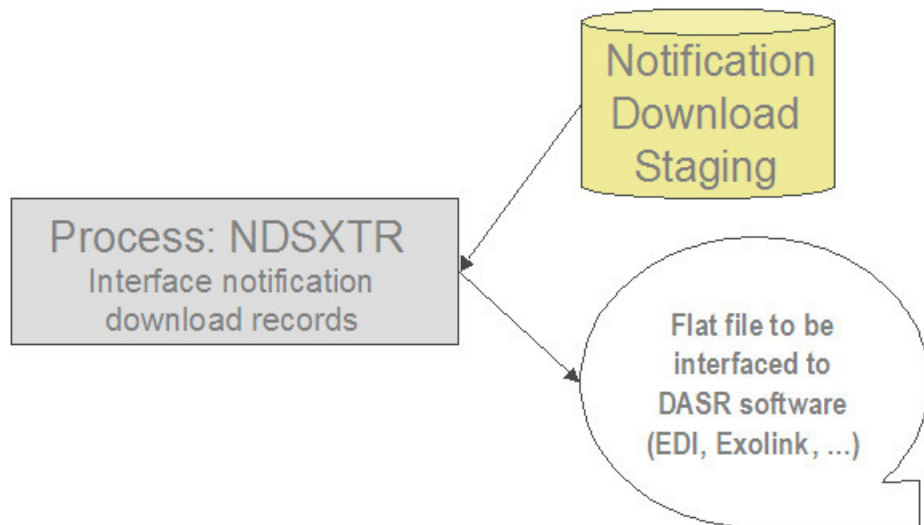 Notification
Download
Staging
Process: NDSXTR
Interface notification
download records
Flat file to be
interfaced to
DASR software
(EDI, Exolink, ...)